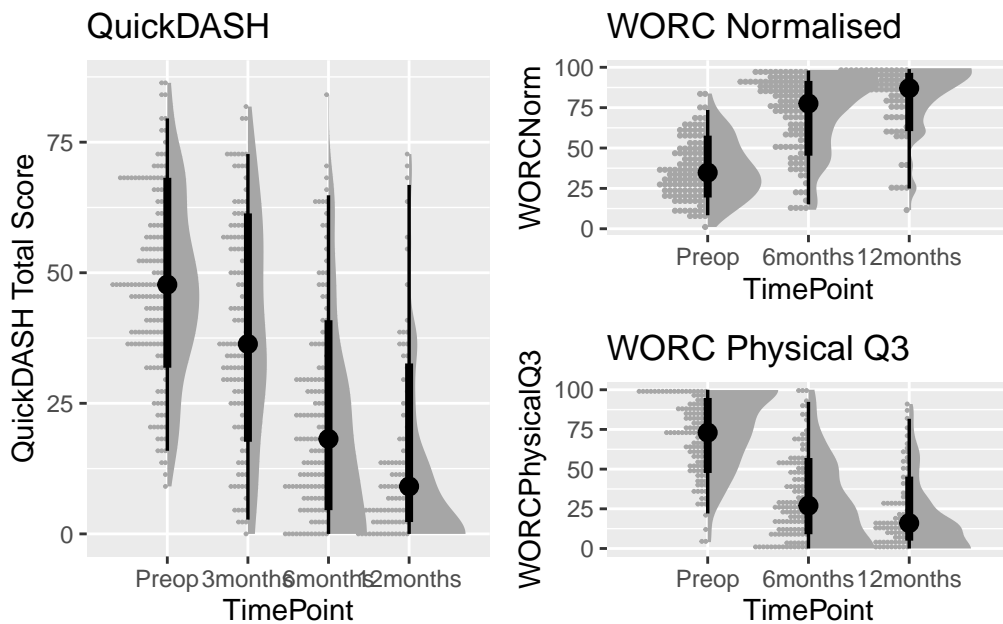 QuickDASH
QuickDASH Total Score
75
50
25
0
Preop 3months 6months 12months
TimePoint
WORC Normalised
WORCNorm
100
75
50
25
0
Preop 6months 12months
TimePoint
WORC Physical Q3
WORCPhysicalQ3
100
75
50
25
0
Preop 6months 12months
TimePoint